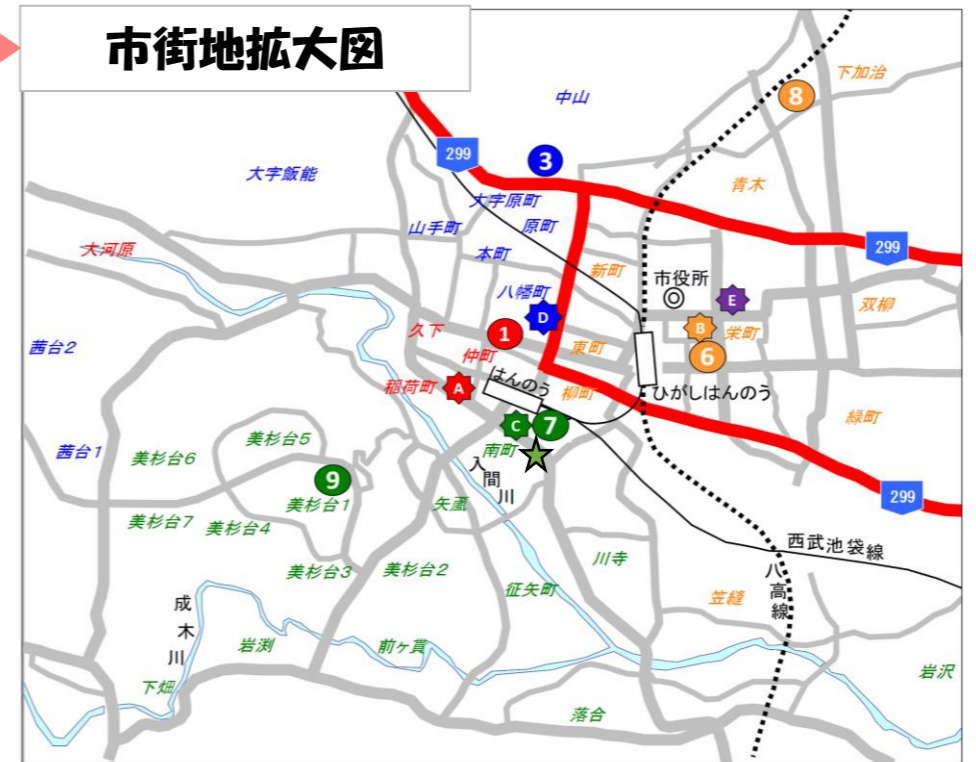 市街地拡大図
中山
下加治
8
299
3
大字飯能
青木
大字原町
山手町
原町
大河原
本町
299
新町
市役所
八幡町
E
双柳
D
B
栄町
久下
1
東町
6
茜台2
仲町
はんのう
稲荷町
A
柳町
ひがしはんのう
緑町
C
7
美杉台5
南町
茜台1
美杉台6
入間川
9
299
美杉台1
矢颪
美杉台7
美杉台4
西武池袋線
川寺
八高線
美杉台3
美杉台2
征矢町
笠縫
成木川
岩渕
前ヶ貫
岩沢
下畑
落合